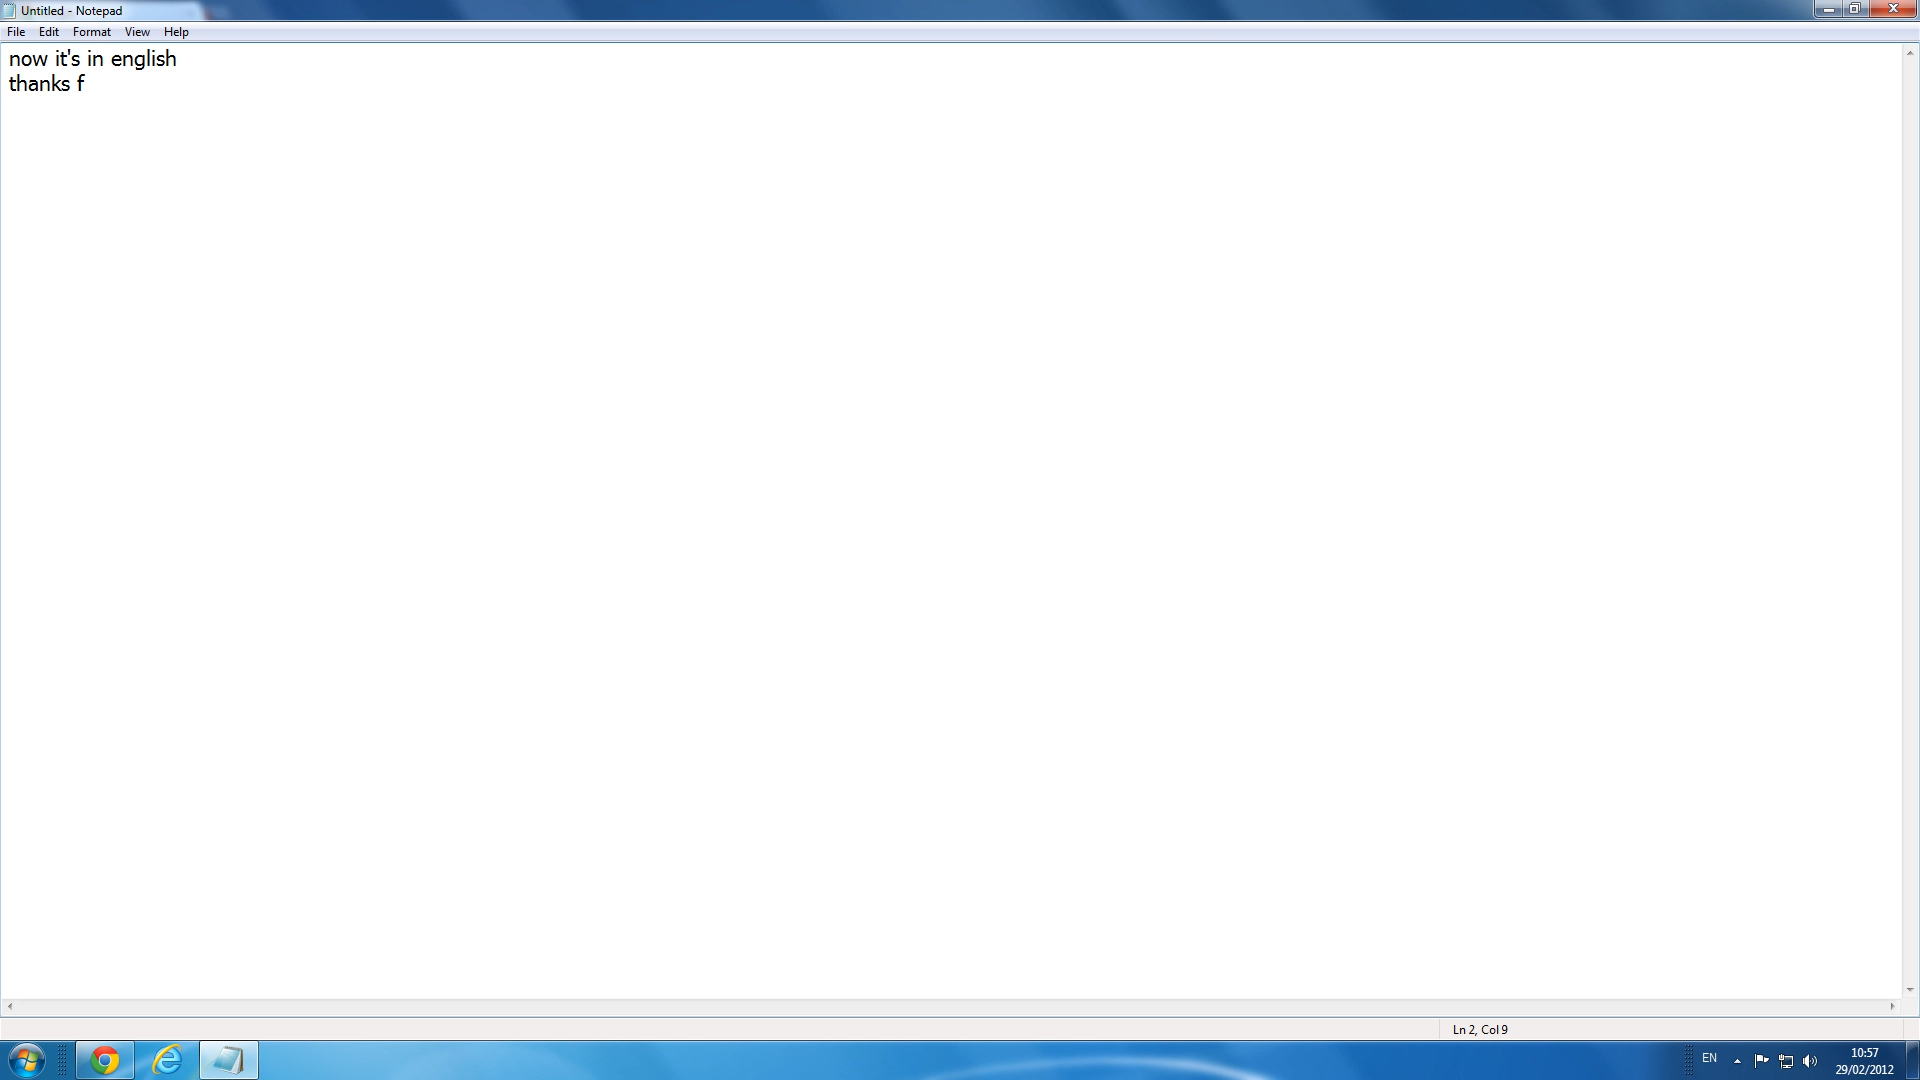 Untitled - Notepad
File Edit Format View Help
now it's in english
thanks f
Ln 2, Col 9
EN
10:57
29/02/2012